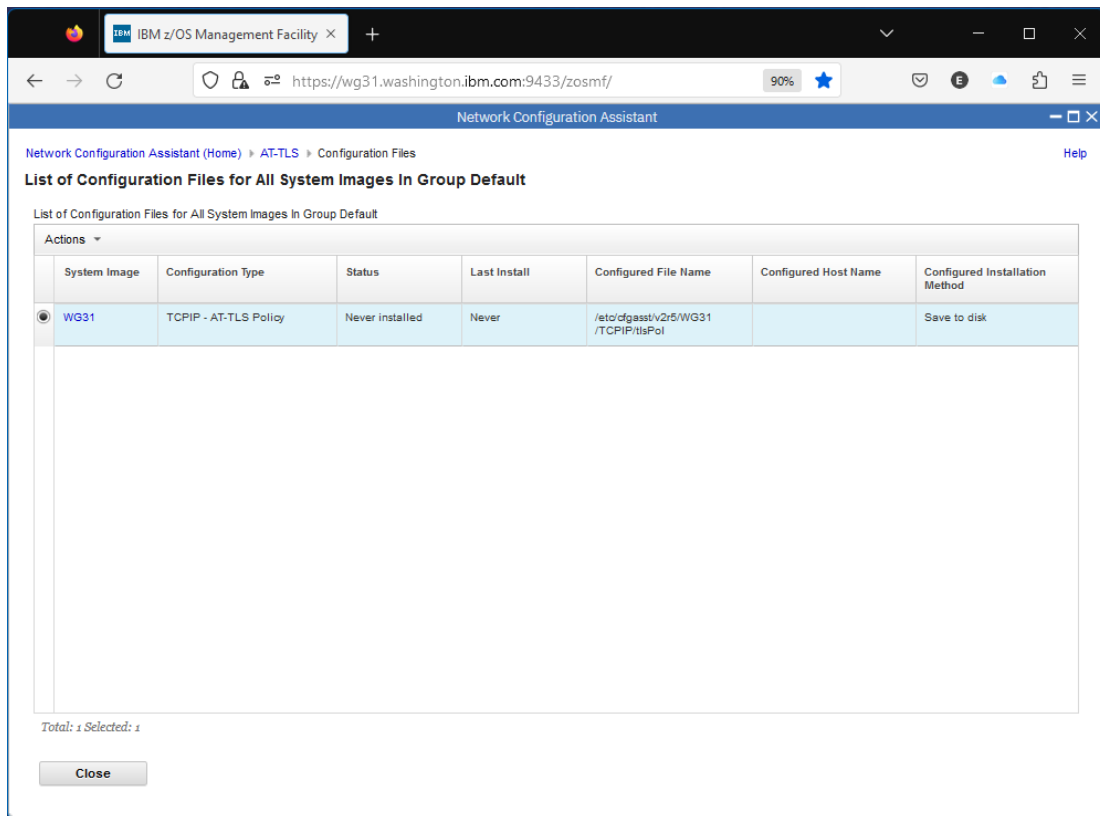 IBM IBM z/OS Management Facility
https://wg31.washington.ibm.com:9433/zosmf/ 90% E
Network Configuration Assistant
Network Configuration Assistant (Home) AT-TLS Configuration Files Help
List of Configuration Files for All System Images In Group Default
List of Configuration Files for All System Images In Group Default
Actions
System Image Configuration Type Status Last Install Configured File Name Configured Host Name Configured Installation
Method
WG31 TCPIP - AT-TLS Policy Never installed Never /etc/cfgasst/v2r5/WG31 Save to disk
/TCPIP/tlsPol
Total: 1 Selected: 1
Close